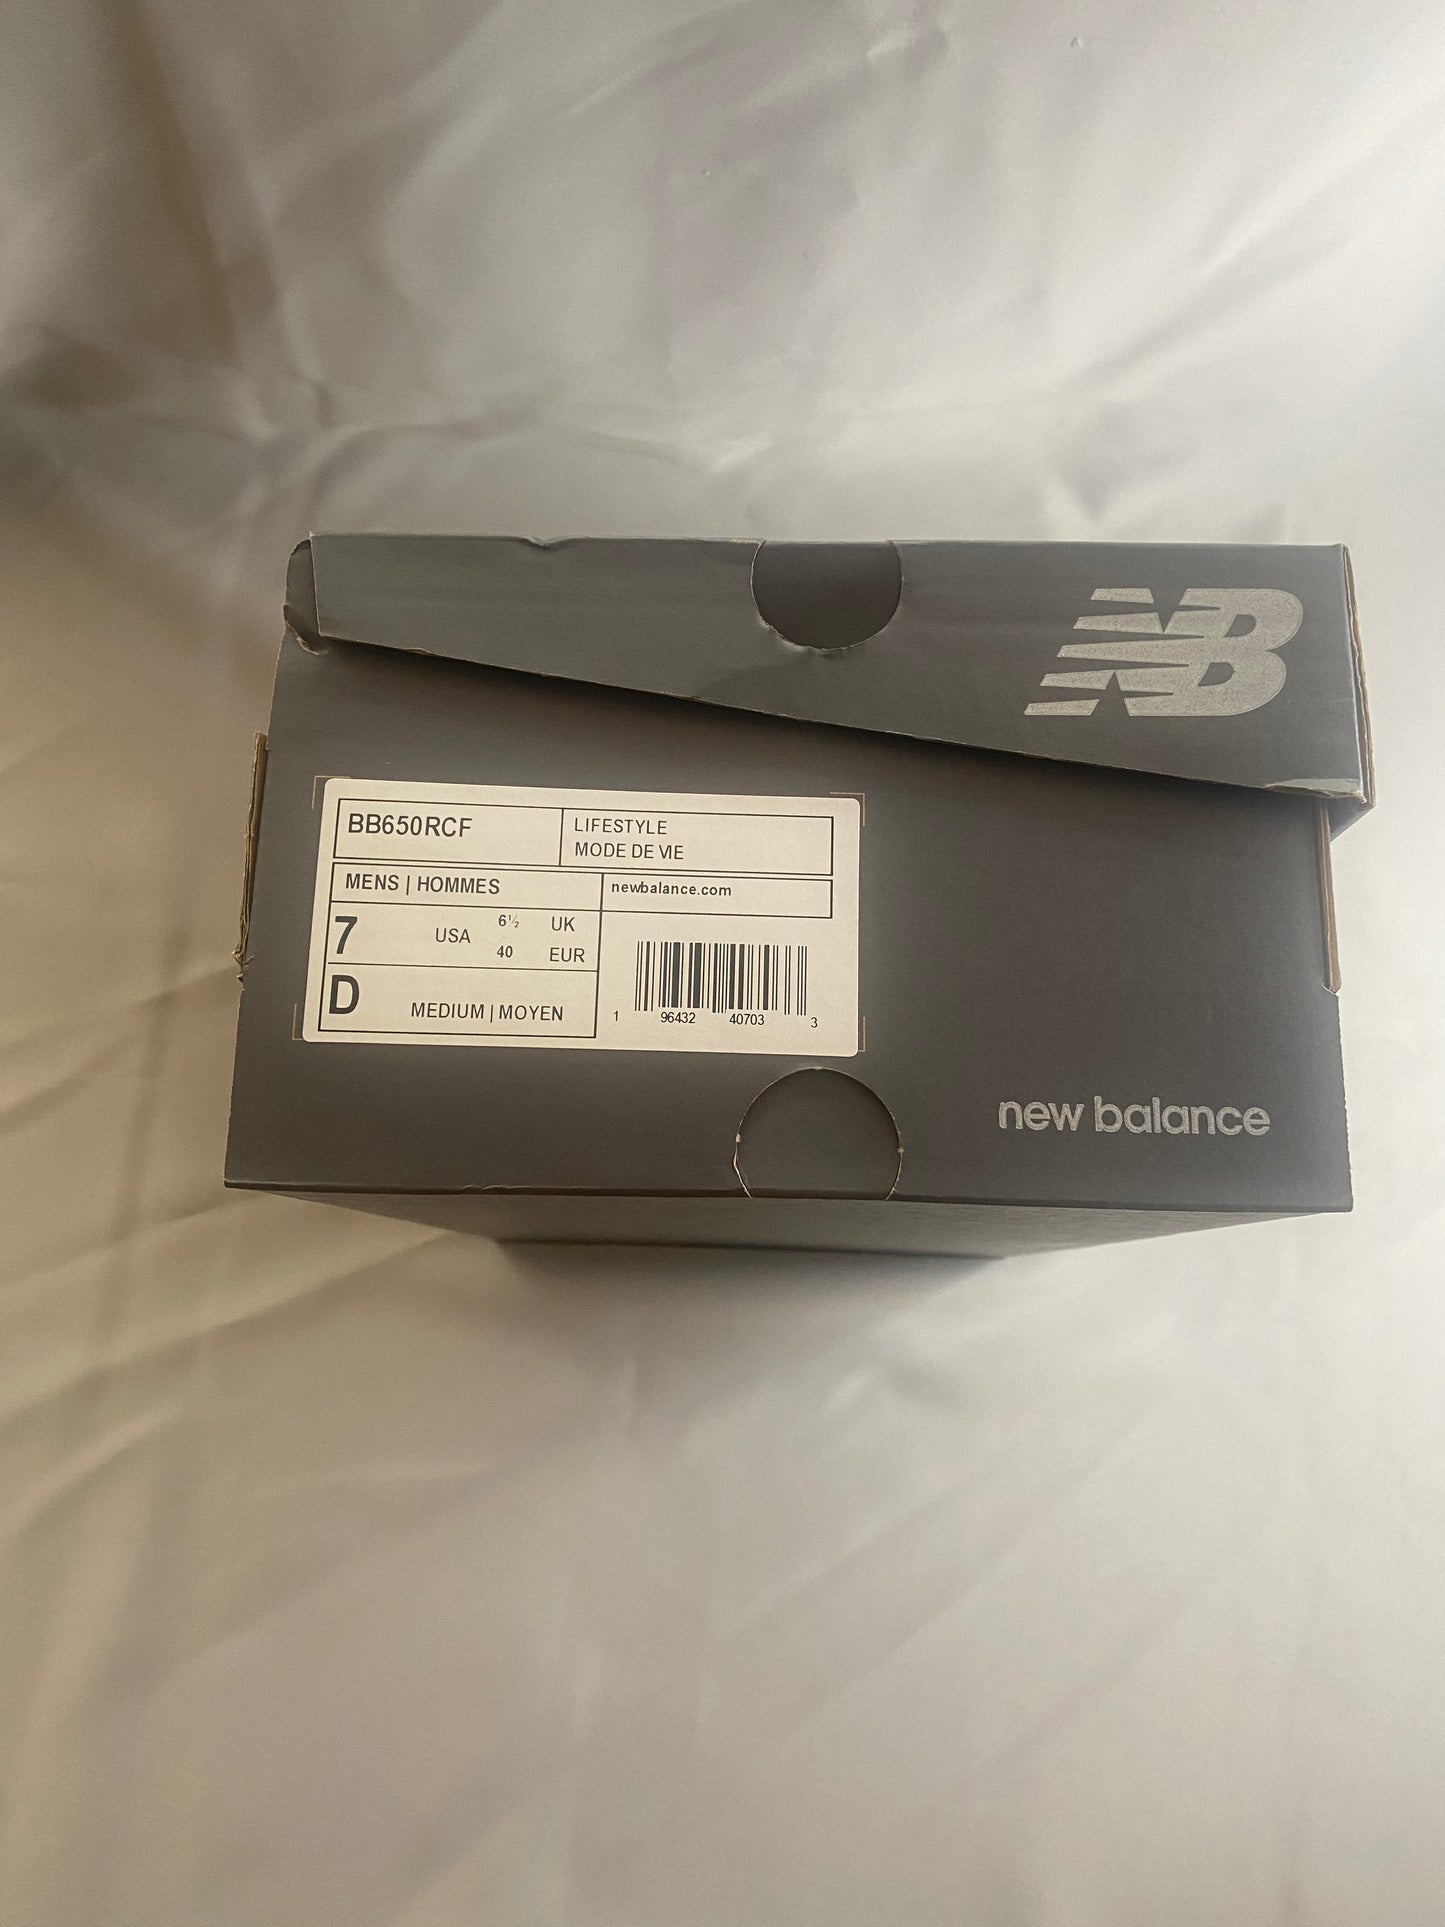 NB
BB650RCF
LIFESTYLE
MODE DE VIE
MENS | HOMMES
newbalance.com
7 USA 6½ UK
40 EUR
D MEDIUM | MOYEN
1 96432 40703 3
new balance